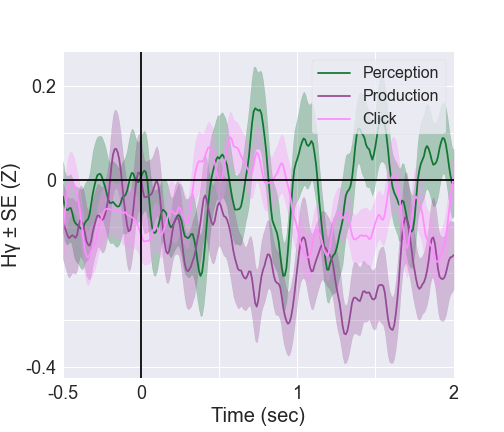 Perception
Production
Click
Hγ ± SE (Z)
0.2
0
-0.4
-0.5
0
1
2
Time (sec)